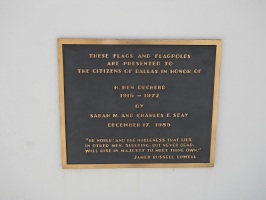 THESE FLAGS AND FLAGPOLES
ARE PRESENTED TO
THE CITIZENS OF DALLAS IN HONOR OF
H. BEN DECHERD
1915 - 1972
BY
SARAH M. AND CHARLES E. SEAY
DECEMBER 17, 1989
"BE NOBLE! AND THE NOBLENESS THAT LIES
IN OTHER MEN, SLEEPING, BUT NEVER DEAD,
WILL RISE IN MAJESTY TO MEET THINE OWN."
JAMES RUSSELL LOWELL